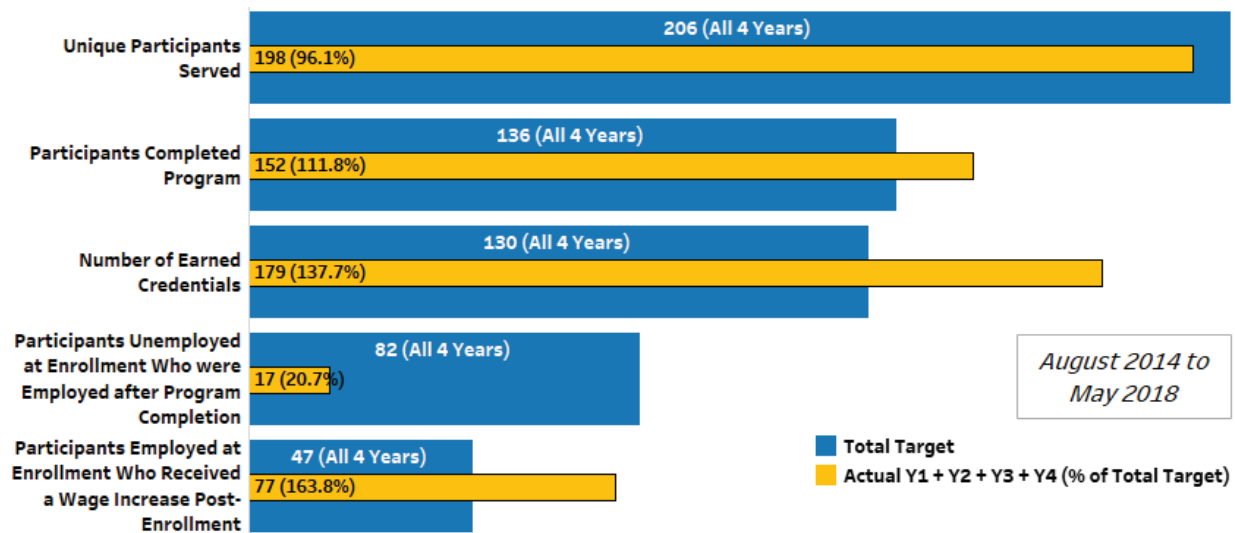 206 (All 4 Years)
Unique Participants
Served
198 (96.1%)
136 (All 4 Years)
Participants Completed
Program
152 (111.8%)
130 (All 4 Years)
Number of Earned
Credentials
179 (137.7%)
82 (All 4 Years)
Participants Unemployed
at Enrollment Who were
Employed after Program
Completion
17 (20.7%)
47 (All 4 Years)
Participants Employed at
Enrollment Who Received
a Wage Increase Post-
Enrollment
77 (163.8%)
August 2014 to
May 2018
Total Target
Actual Y1 + Y2 + Y3 + Y4 (% of Total Target)